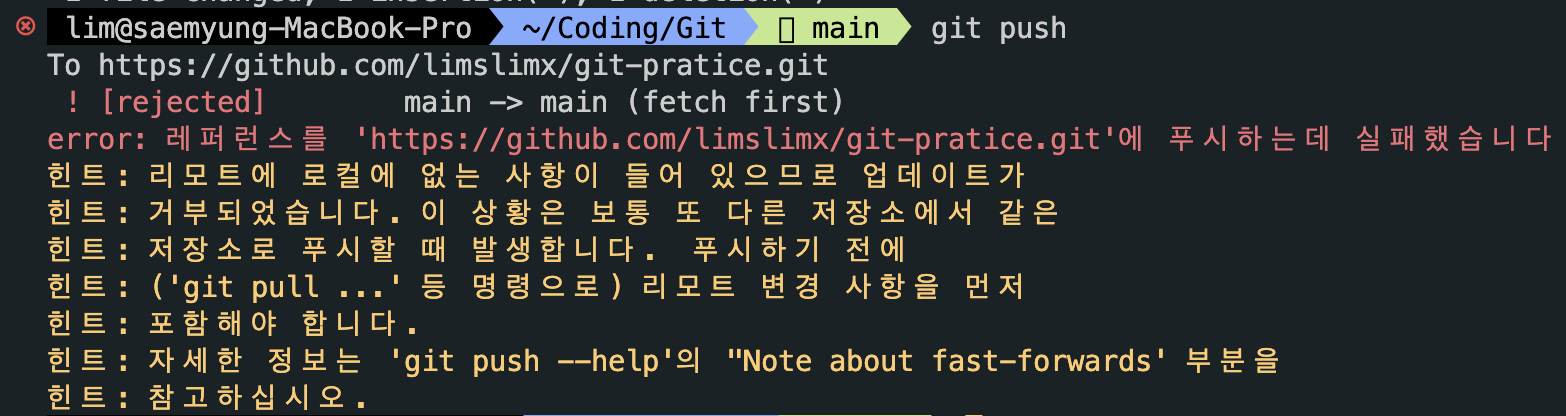 lim@saemyung-MacBook-Pro ~/Coding/Git main git push
To https://github.com/limslimx/git-pratice.git
! [rejected] main -> main (fetch first)
error: 레퍼런스를 'https://github.com/limslimx/git-pratice.git'에 푸시하는데 실패했습니다
힌트: 리모트에 로컬에 없는 사항이 들어 있으므로 업데이트가
힌트: 거부되었습니다. 이 상황은 보통 또 다른 저장소에서 같은
힌트: 저장소로 푸시할 때 발생합니다. 푸시하기 전에
힌트: ('git pull ...' 등 명령으로) 리모트 변경 사항을 먼저
힌트: 포함해야 합니다.
힌트: 자세한 정보는 'git push --help'의 "Note about fast-forwards' 부분을
힌트: 참고하십시오.